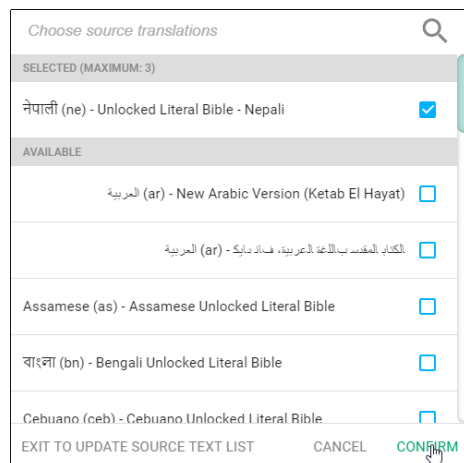 Choose source translations
SELECTED (MAXIMUM: 3)
नेपाली (ne) - Unlocked Literal Bible - Nepali
AVAILABLE
العربية (ar) - New Arabic Version (Ketab El Hayat)
العربية (ar) - الكتاب المقدس باللغة العربية، فان دايك
Assamese (as) - Assamese Unlocked Literal Bible
বাংলা (bn) - Bengali Unlocked Literal Bible
Cebuano (ceb) - Cebuano Unlocked Literal Bible
EXIT TO UPDATE SOURCE TEXT LIST CANCEL CONFIRM